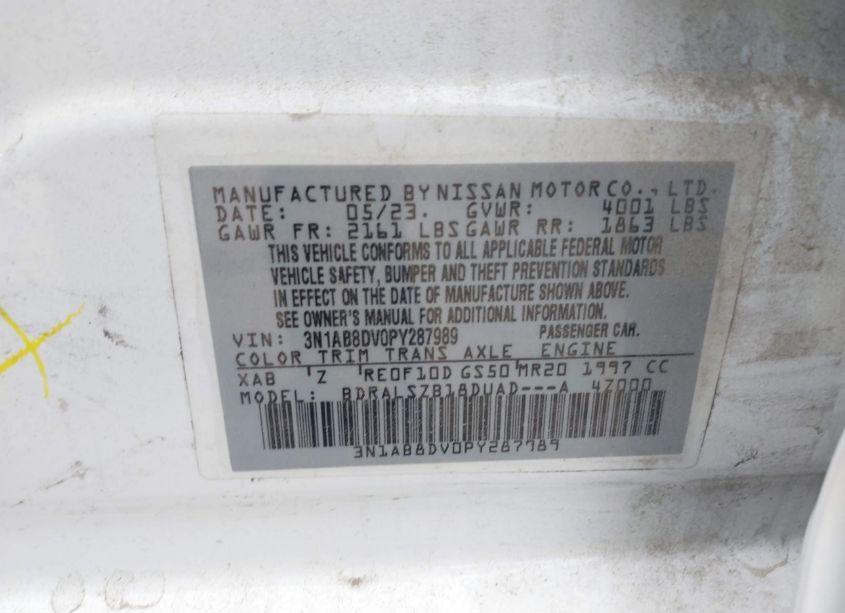 MANUFACTURED BY NISSAN MOTOR CO., LTD.
DATE: 05/23. GVWR: 4001 LBS
GAWR FR: 2161 LBS GAWR RR: 1863 LBS
THIS VEHICLE CONFORMS TO ALL APPLICABLE FEDERAL MOTOR
VEHICLE SAFETY, BUMPER AND THEFT PREVENTION STANDARDS
IN EFFECT ON THE DATE OF MANUFACTURE SHOWN ABOVE.
SEE OWNER'S MANUAL FOR ADDITIONAL INFORMATION.
VIN: 3N1AB8DV0PY287989 PASSENGER CAR.
COLOR TRIM TRANS AXLE ENGINE
XAB Z RE0F10D GS50 MR20 1997 CC
MODEL: BDRALSZB18DUAD---A 4Z000
3N1AB8DV0PY287989